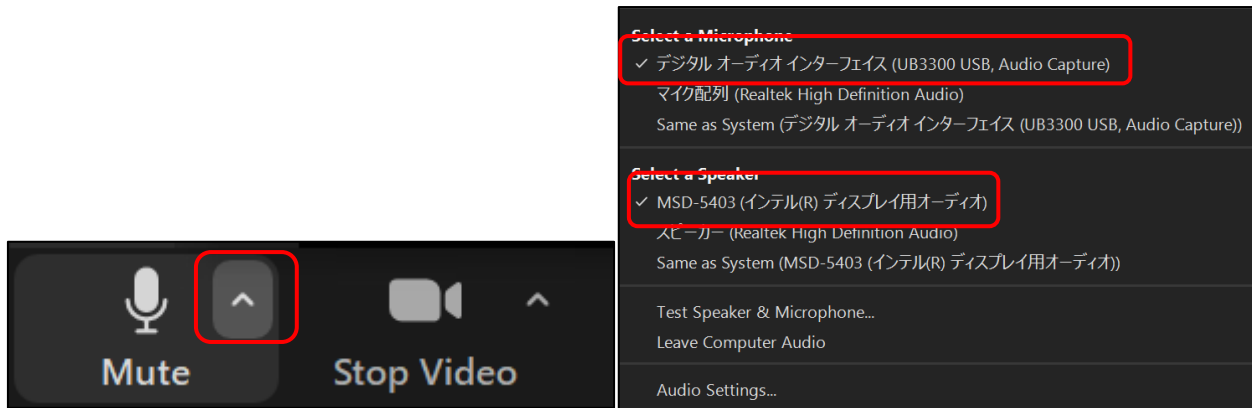 Mute
Stop Video
Select a Microphone
✓ デジタル オーディオ インターフェイス (UB3300 USB, Audio Capture)
マイク配列 (Realtek High Definition Audio)
Same as System (デジタル オーディオ インターフェイス (UB3300 USB, Audio Capture))
Select a Speaker
✓ MSD-5403 (インテル(R) ディスプレイ用オーディオ)
スピーカー (Realtek High Definition Audio)
Same as System (MSD-5403 (インテル(R) ディスプレイ用オーディオ))
Test Speaker & Microphone...
Leave Computer Audio
Audio Settings...